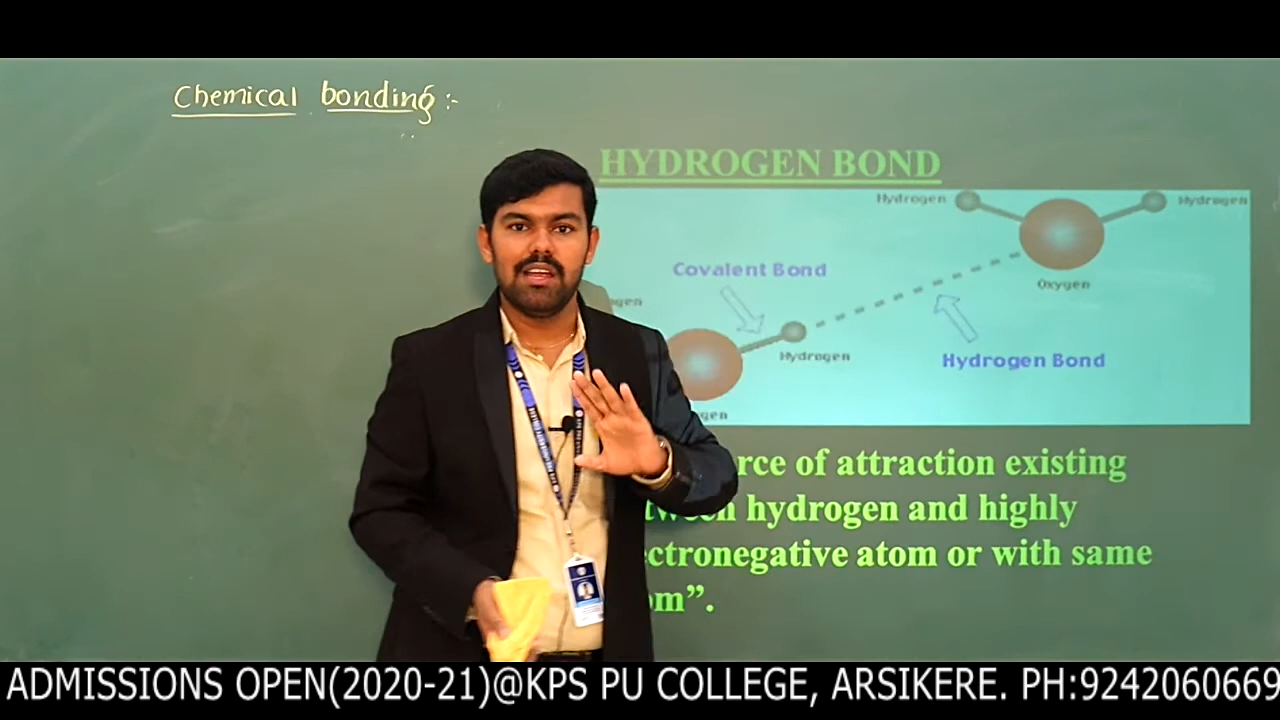 Chemical bonding :-
HYDROGEN BOND
Hydrogen
Hydrogen
Covalent Bond
Oxygen
Hydrogen
Hydrogen Bond
of attraction existing
hydrogen and highly
atom or with same
ADMISSIONS OPEN(2020-21)@KPS PU COLLEGE, ARSIKERE. PH:9242060669